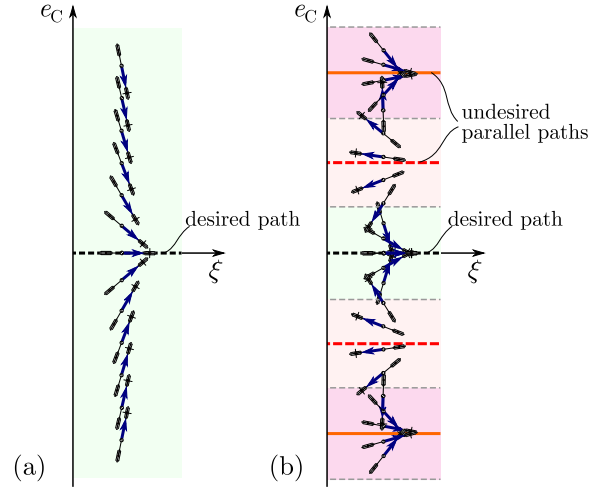 e_C
e_C
undesired
parallel paths
desired path
desired path
ξ
ξ
(a)
(b)